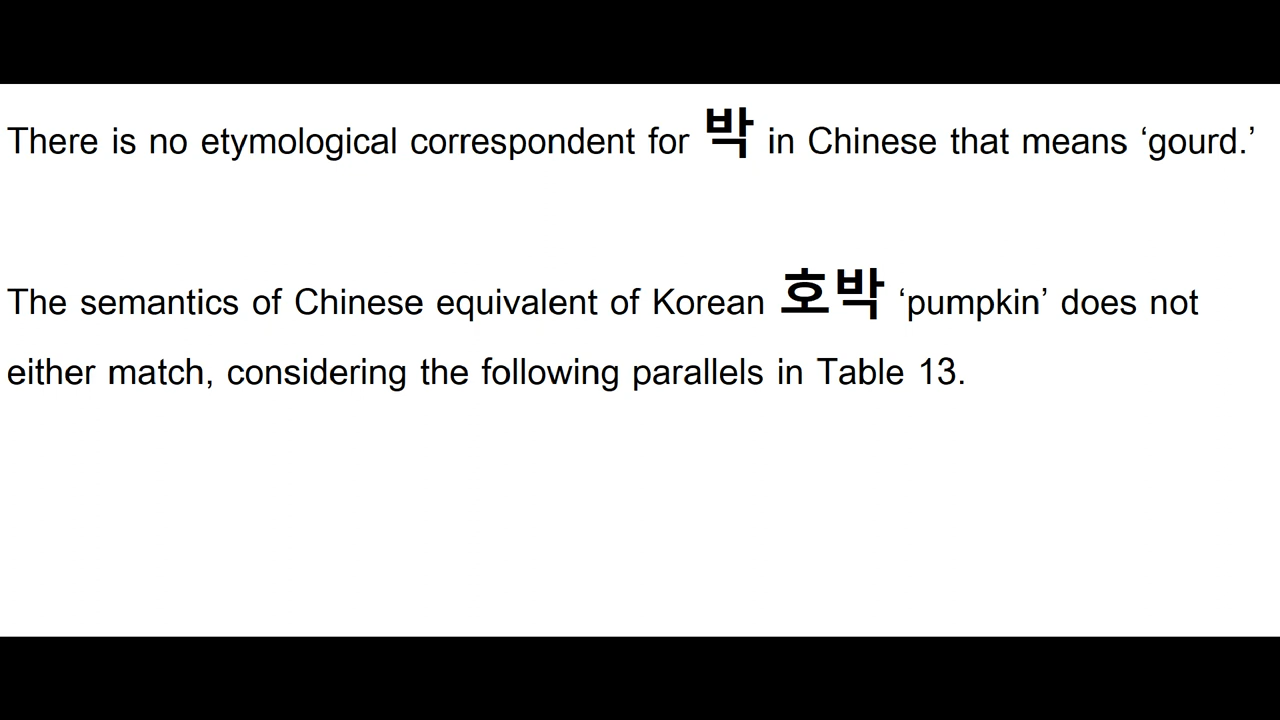 There is no etymological correspondent for 박 in Chinese that means ‘gourd.’
The semantics of Chinese equivalent of Korean 호박 ‘pumpkin’ does not
either match, considering the following parallels in Table 13.